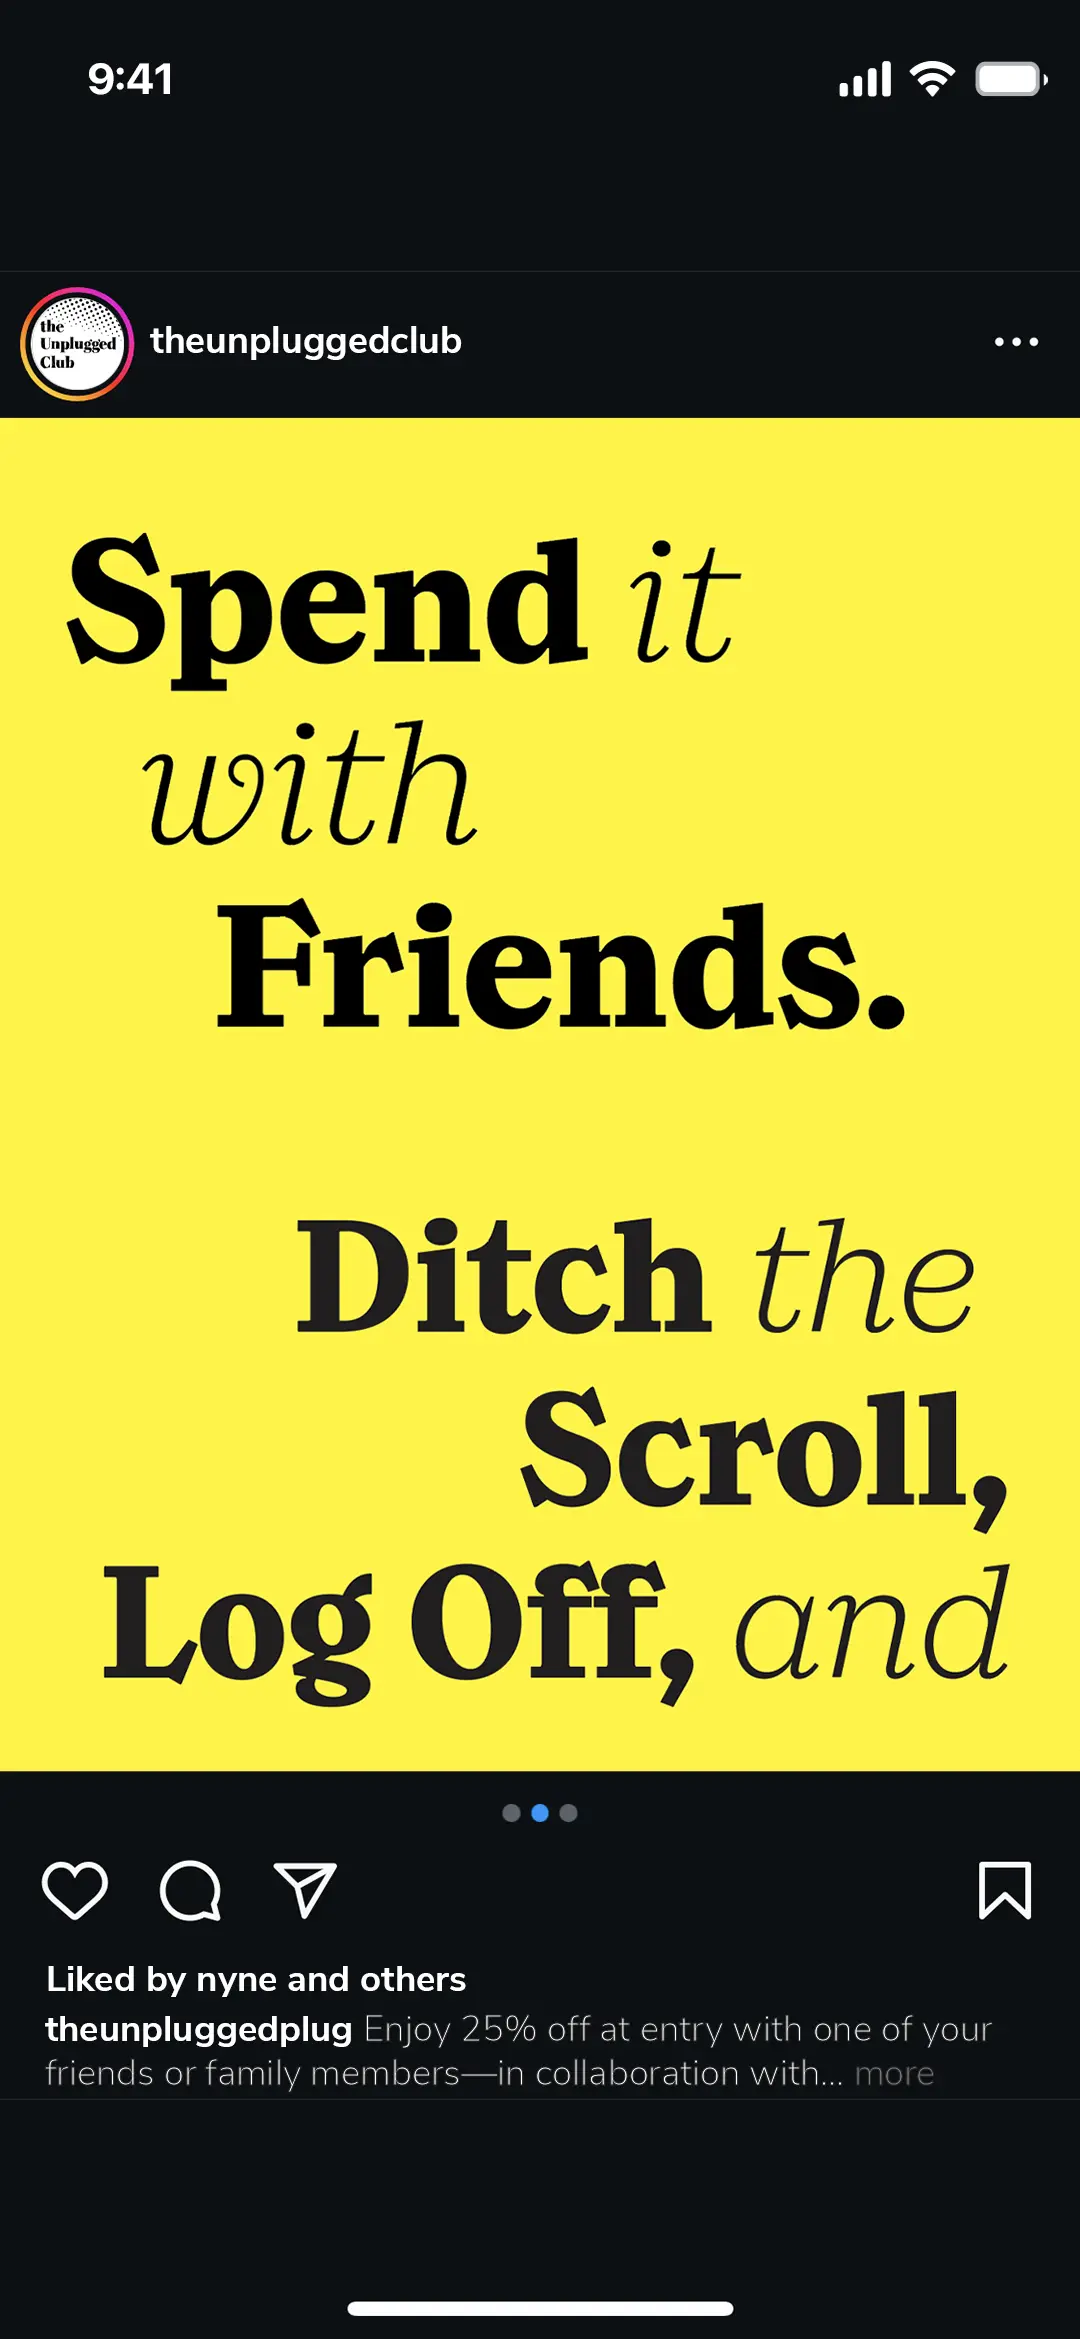 9:41
the
Unplugged
Club
theunpluggedclub
Spend it
with
Friends.
Ditch the
Scroll,
Log Off, and
Liked by nyne and others
theunpluggedplug Enjoy 25% off at entry with one of your
friends or family members—in collaboration with... more